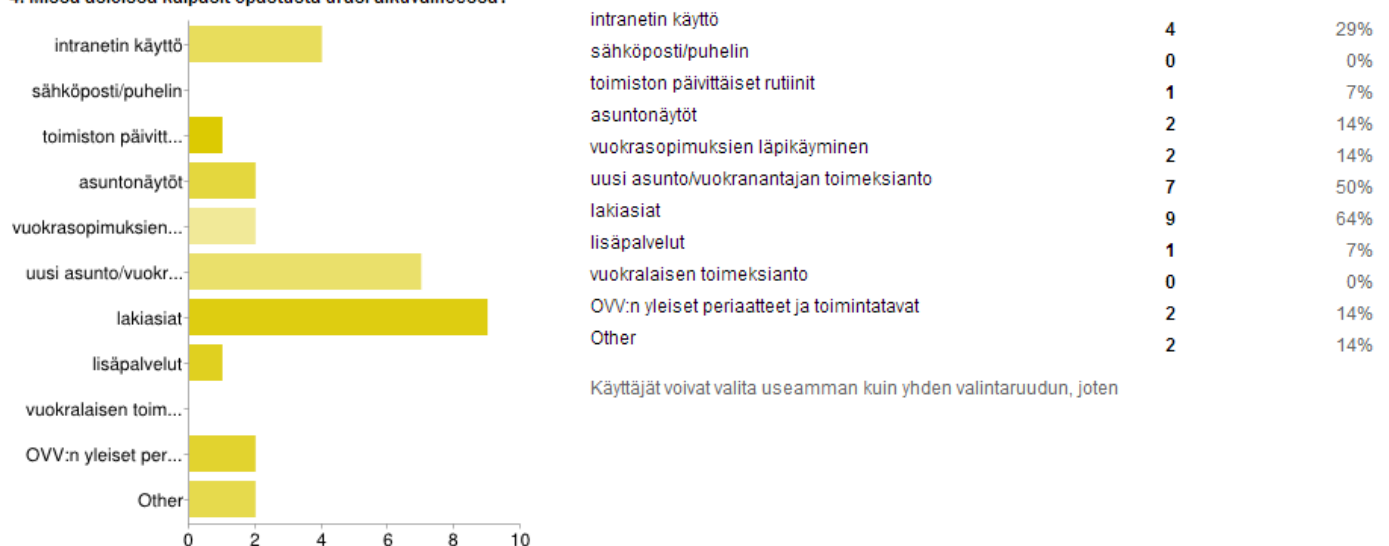 intranetin käyttö
sähköposti/puhelin
toimiston päivitt...
asuntonäytöt
vuokrasopimuksien...
uusi asunto/vuokr...
lakiasiat
lisäpalvelut
vuokralaisen toim...
OVV:n yleiset per...
Other
0 2 4 6 8 10
intranetin käyttö 4 29%
sähköposti/puhelin 0 0%
toimiston päivittäiset rutiinit 1 7%
asuntonäytöt 2 14%
vuokrasopimuksien läpikäyminen 2 14%
uusi asunto/vuokranantajan toimeksianto 7 50%
lakiasiat 9 64%
lisäpalvelut 1 7%
vuokralaisen toimeksianto 0 0%
OVV:n yleiset periaatteet ja toimintatavat 2 14%
Other 2 14%
Käyttäjät voivat valita useamman kuin yhden valintaruudun, joten